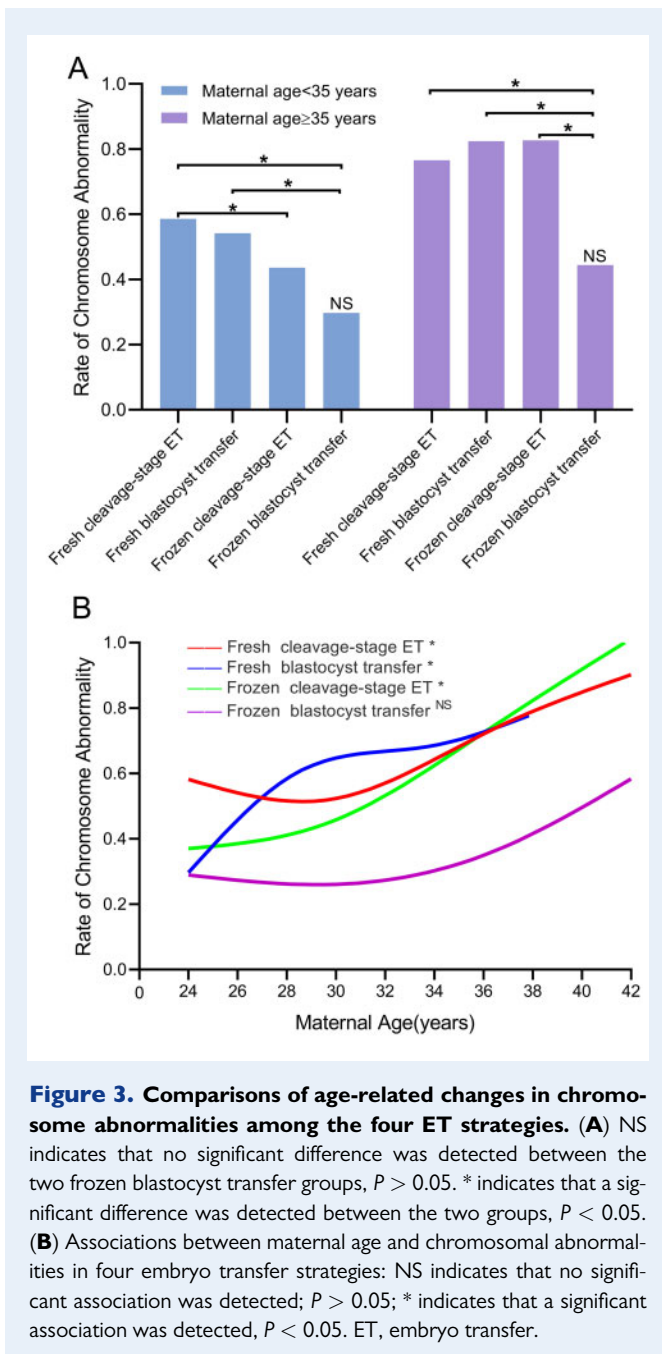 A
Rate of Chromosome Abnormality
1.0
0.8
0.6
0.4
0.2
0.0
Maternal age<35 years
Maternal age≥35 years
*
*
*
NS
*
*
*
NS
Fresh cleavage-stage ET
Fresh blastocyst transfer
Frozen cleavage-stage ET
Frozen blastocyst transfer
Fresh cleavage-stage ET
Fresh blastocyst transfer
Frozen cleavage-stage ET
Frozen blastocyst transfer
B
Rate of Chromosome Abnormality
1.0
0.8
0.6
0.4
0.2
0.0
Fresh cleavage-stage ET *
Fresh blastocyst transfer *
Frozen cleavage-stage ET *
Frozen blastocyst transfer NS
0 24 26 28 30 32 34 36 38 40 42
Maternal Age(years)
Figure 3. Comparisons of age-related changes in chromo-
some abnormalities among the four ET strategies. (A) NS
indicates that no significant difference was detected between the
two frozen blastocyst transfer groups, P > 0.05. * indicates that a sig-
nificant difference was detected between the two groups, P < 0.05.
(B) Associations between maternal age and chromosomal abnormal-
ities in four embryo transfer strategies: NS indicates that no signifi-
cant association was detected; P > 0.05; * indicates that a significant
association was detected, P < 0.05. ET, embryo transfer.